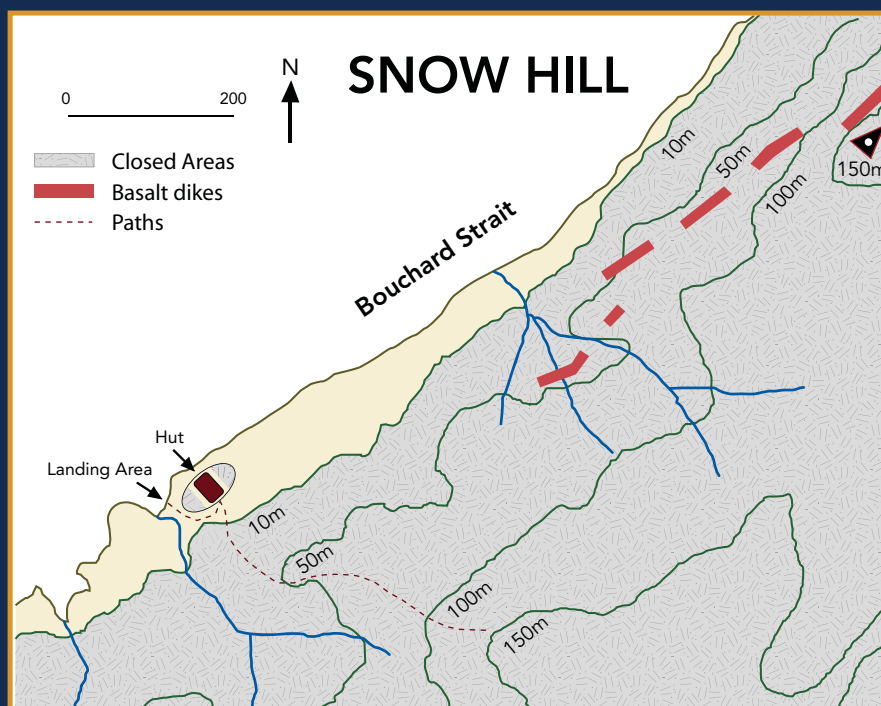 SNOW HILL
N
0 200
Closed Areas
Basalt dikes
Paths
Bouchard Strait
10m
50m
100m
150m
Hut
Landing Area
10m
50m
100m
150m